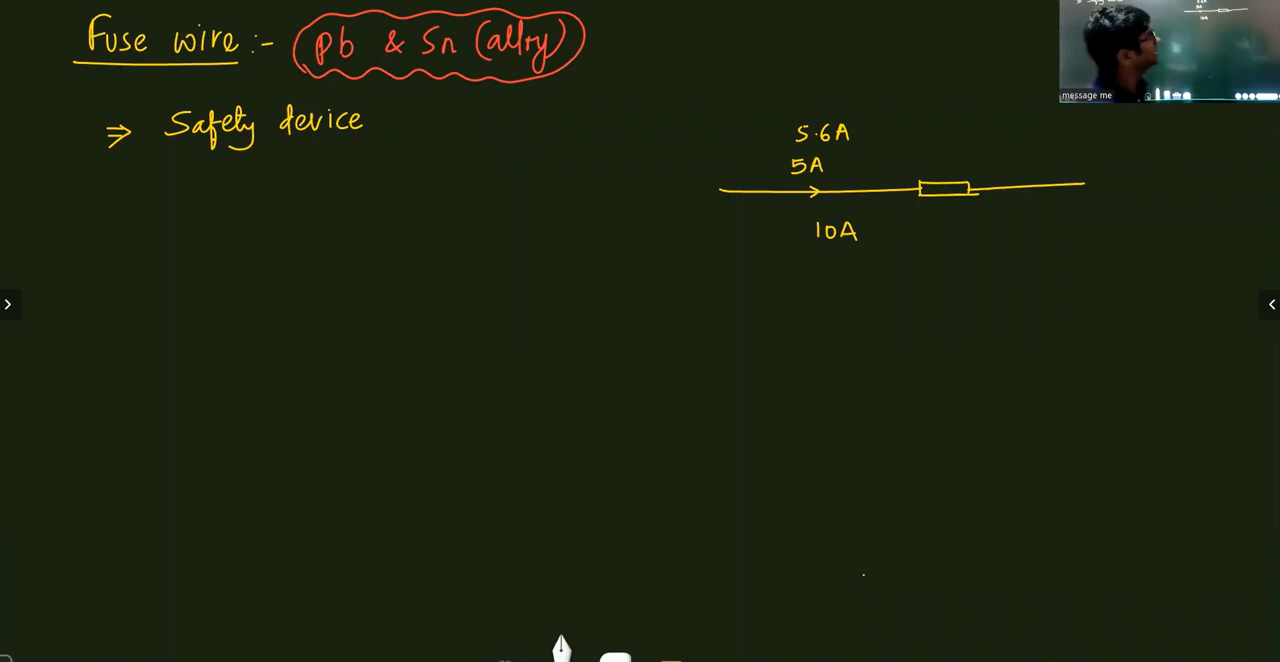 Fuse wire :- Pb & Sn (alloy)
⇒ Safety device
5.6A
5A
10A
message me